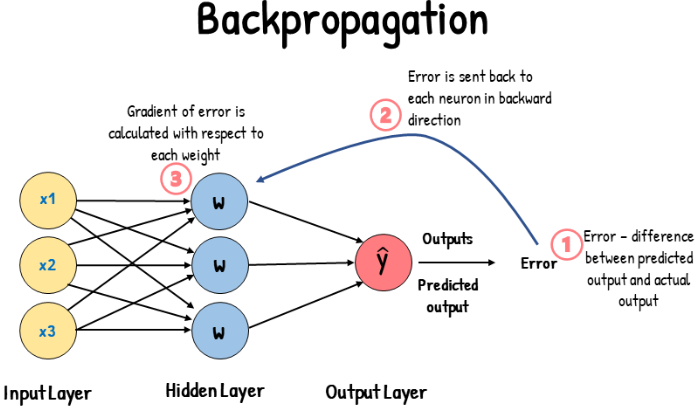 Backpropagation
Error is sent back to
each neuron in backward
direction
2
Gradient of error is
calculated with respect to
each weight
3
x1
w
1
Error - difference
between predicted
output and actual
output
Outputs
Error
x2
w
Ŷ
Predicted
output
x3
w
Input Layer
Hidden Layer
Output Layer